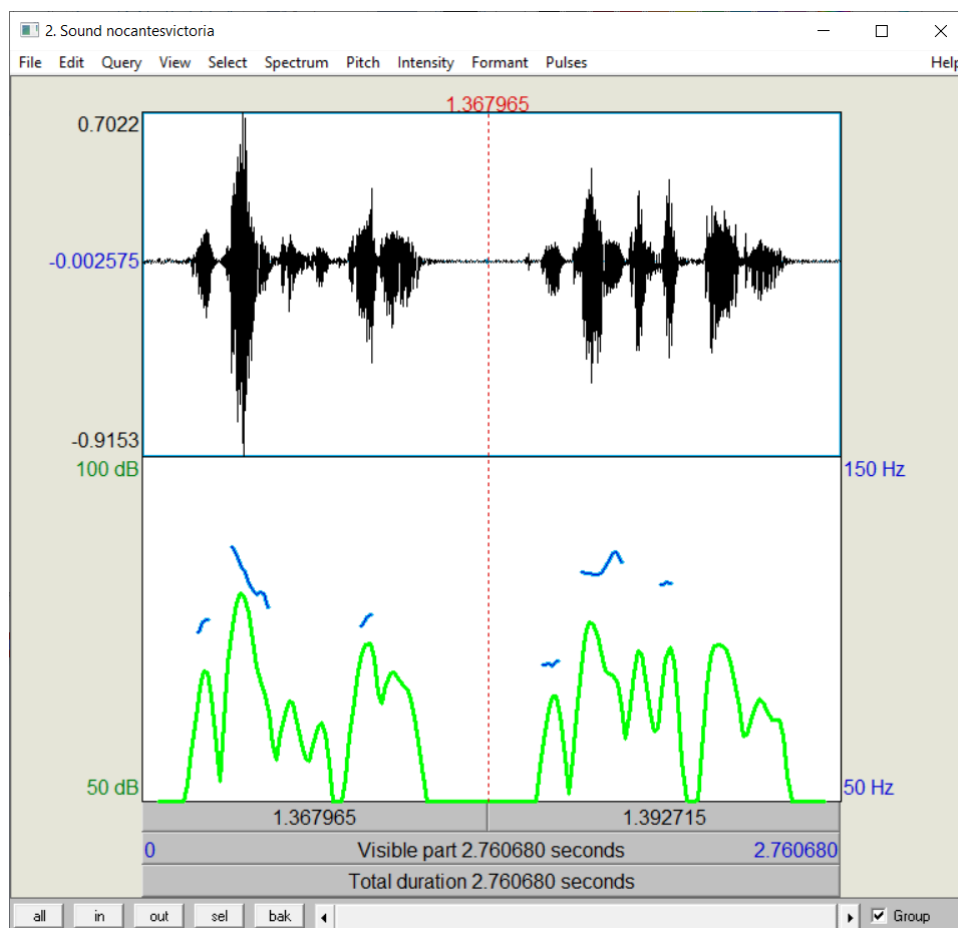 2. Sound nocantesvictoria
File Edit Query View Select Spectrum Pitch Intensity Formant Pulses Help
1.367965
0.7022
-0.002575
-0.9153
100 dB 150 Hz
50 dB 50 Hz
1.367965 1.392715
0 Visible part 2.760680 seconds 2.760680
Total duration 2.760680 seconds
all in out sel bak Group